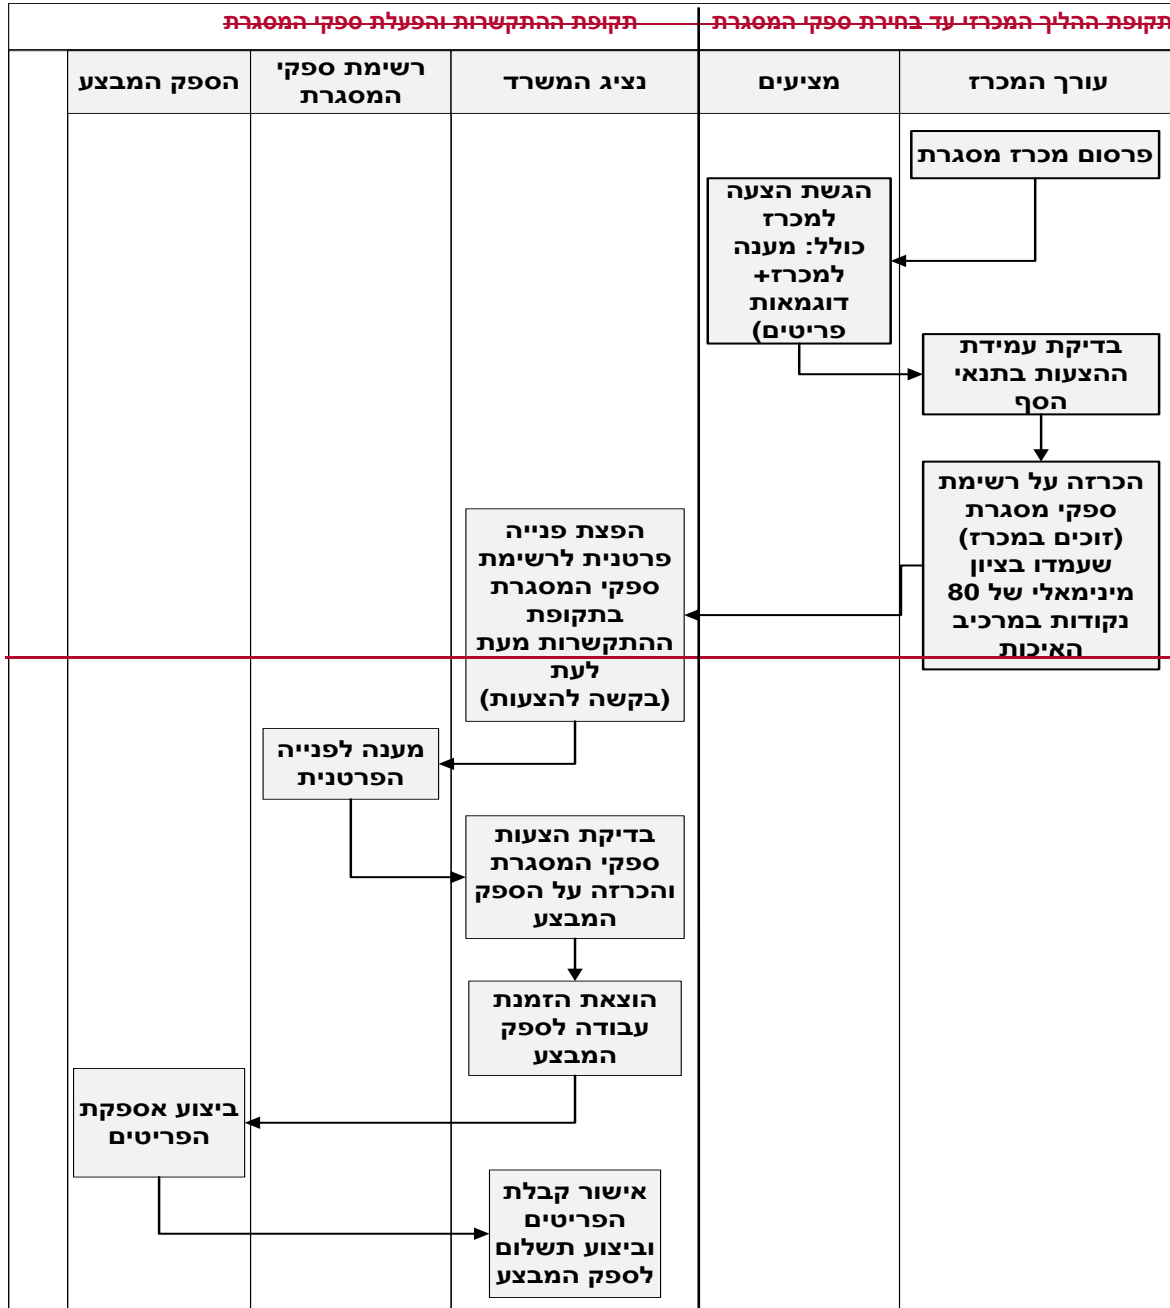 תקופת ההליך המכרזי עד בחירת ספקי המסגרת
תקופת ההתקשרות והפעלת ספקי המסגרת
עורך המכרז
מציעים
נציג המשרד
רשימת ספקי
המסגרת
הספק המבצע
פרסום מכרז מסגרת
הגשת הצעה
למכרז
כולל: מענה
למכרז+
דוגמאות
פריטים)
בדיקת עמידת
ההצעות בתנאי
הסף
הכרזה על רשימת
ספקי מסגרת
(זוכים במכרז)
שעמדו בציון
מינימאלי של 80
נקודות במרכיב
האיכות
הפצת פנייה
פרטנית לרשימת
ספקי המסגרת
בתקופת
ההתקשרות מעת
לעת
(בקשה להצעות)
מענה לפנייה
הפרטנית
בדיקת הצעות
ספקי המסגרת
והכרזה על הספק
המבצע
הוצאת הזמנת
עבודה לספק
המבצע
ביצוע אספקת
הפריטים
אישור קבלת
הפריטים
וביצוע תשלום
לספק המבצע